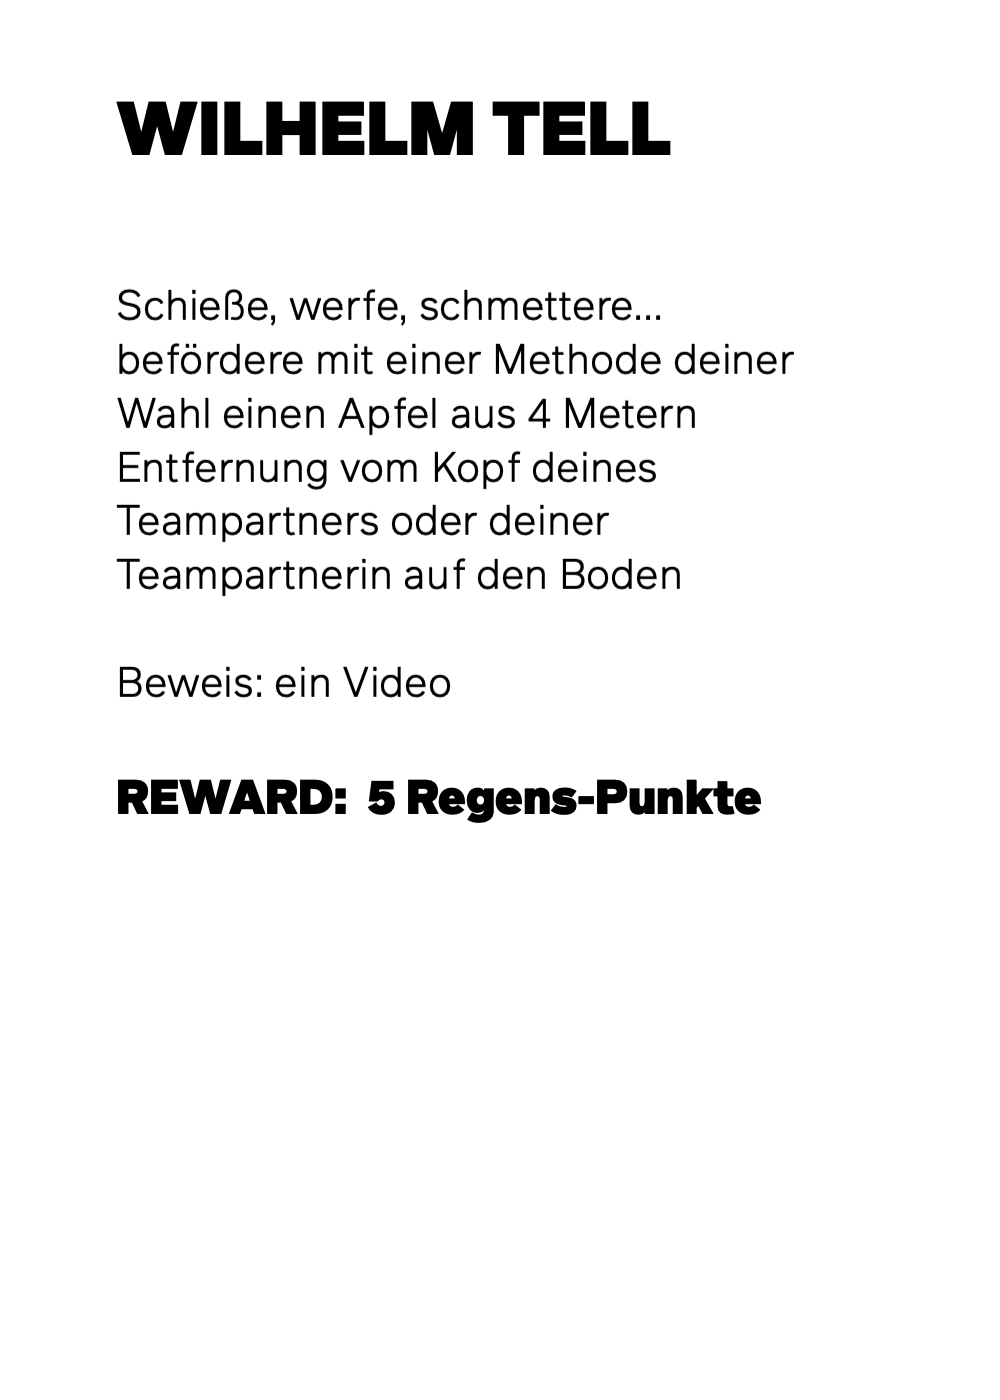 WILHELM TELL
Schieße, werfe, schmettere...
befördere mit einer Methode deiner
Wahl einen Apfel aus 4 Metern
Entfernung vom Kopf deines
Teampartners oder deiner
Teampartnerin auf den Boden
Beweis: ein Video
REWARD:  5 Regens-Punkte